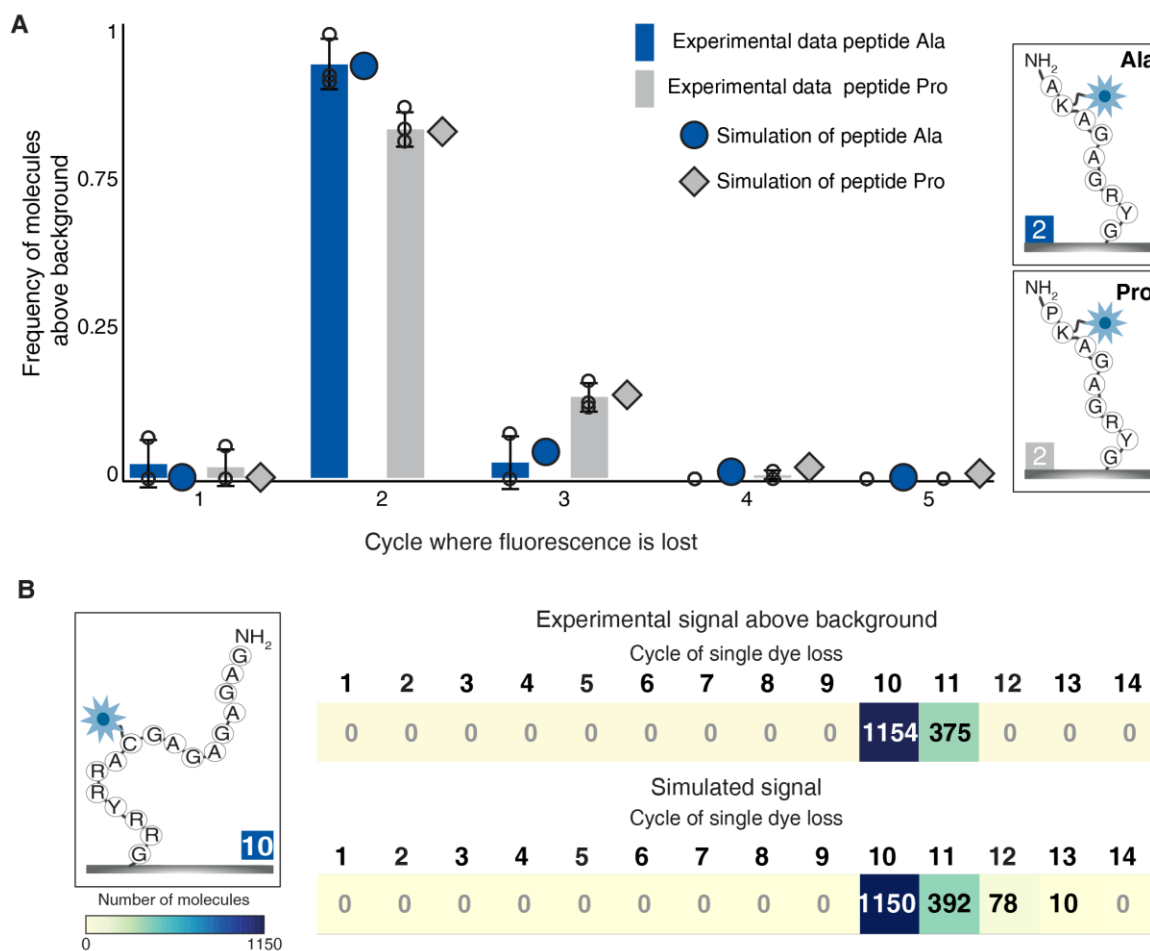 A
1
0.75
0.25
0
Frequency of molecules
above background
Experimental data peptide Ala
Experimental data peptide Pro
Simulation of peptide Ala
Simulation of peptide Pro
1 2 3 4 5
Cycle where fluorescence is lost
Ala
NH2
A
K
A
G
A
G
R
Y
G
2
Pro
NH2
P
K
A
G
A
G
R
Y
G
2
B
NH2
G
A
G
A
G
A
G
A
G
C
A
R
R
Y
R
R
G
10
Number of molecules
0 1150
Experimental signal above background
Cycle of single dye loss
1 2 3 4 5 6 7 8 9 10 11 12 13 14
0 0 0 0 0 0 0 0 0 1154 375 0 0 0
Simulated signal
Cycle of single dye loss
1 2 3 4 5 6 7 8 9 10 11 12 13 14
0 0 0 0 0 0 0 0 0 1150 392 78 10 0